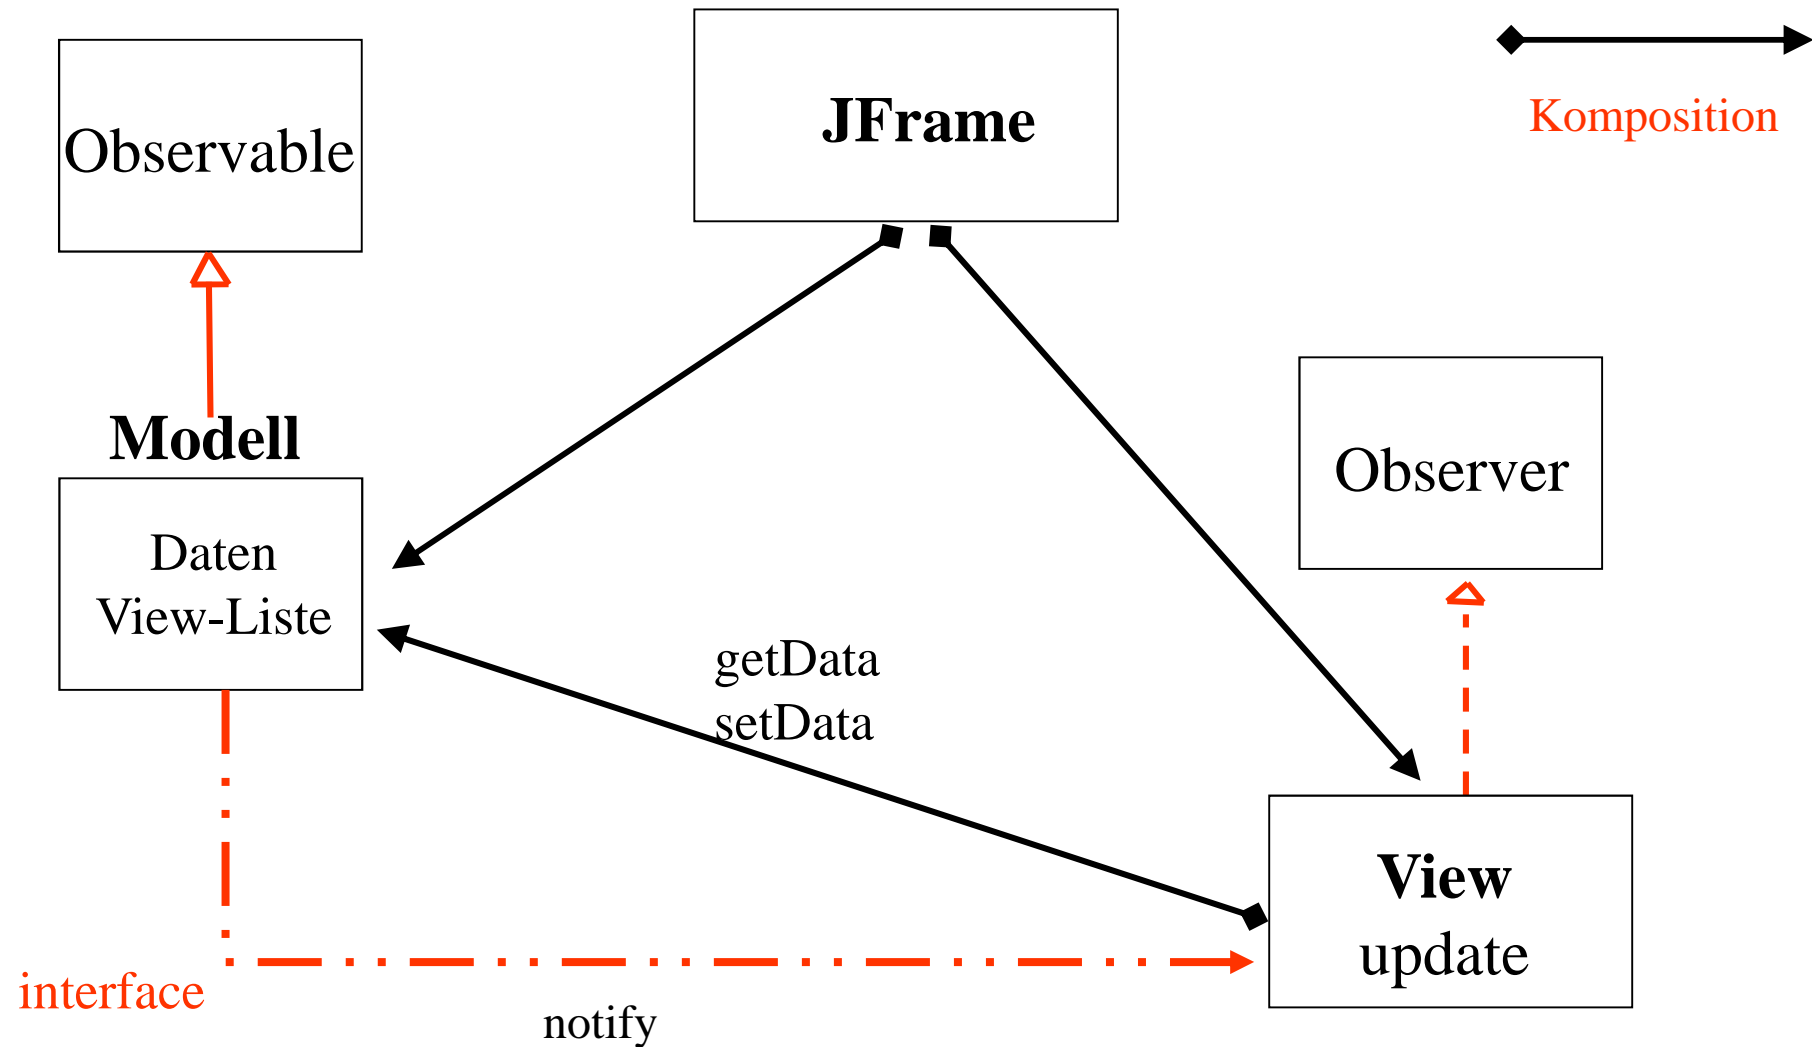 JFrame
Komposition
Observable
Modell
Daten
View-Liste
Observer
getData
setData
View
update
interface
notify